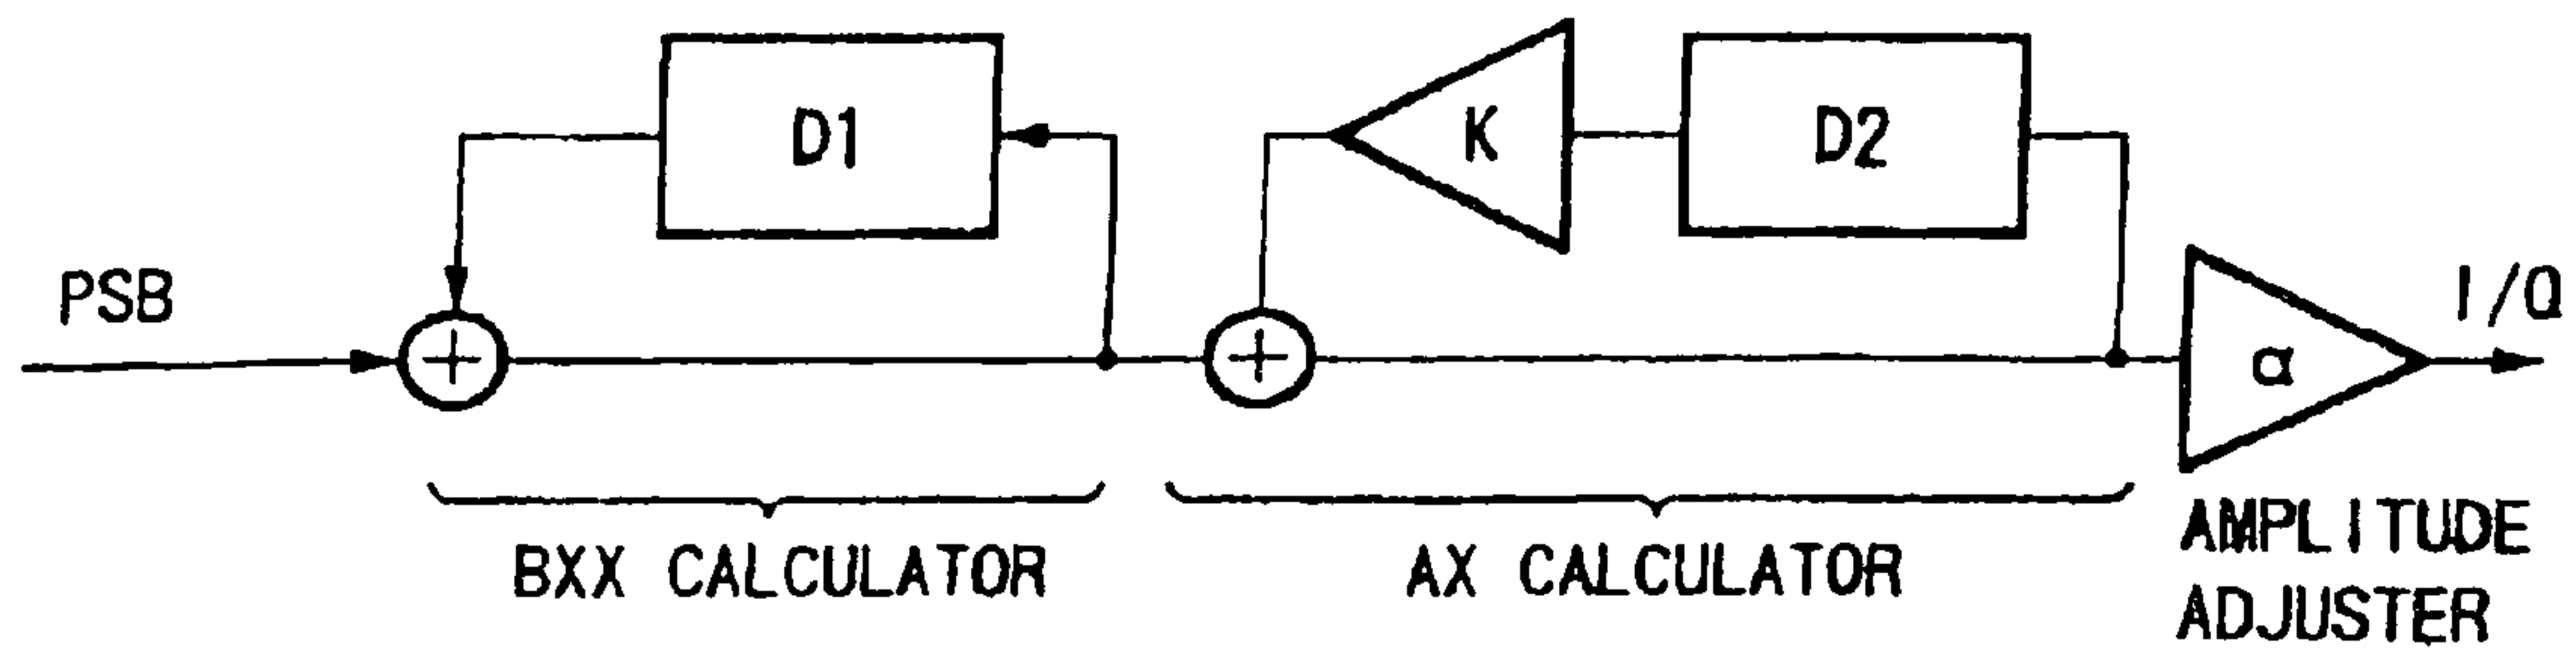 D1
K
D2
PSB
I/Q
α
BXX CALCULATOR
AX CALCULATOR
AMPLITUDE
ADJUSTER